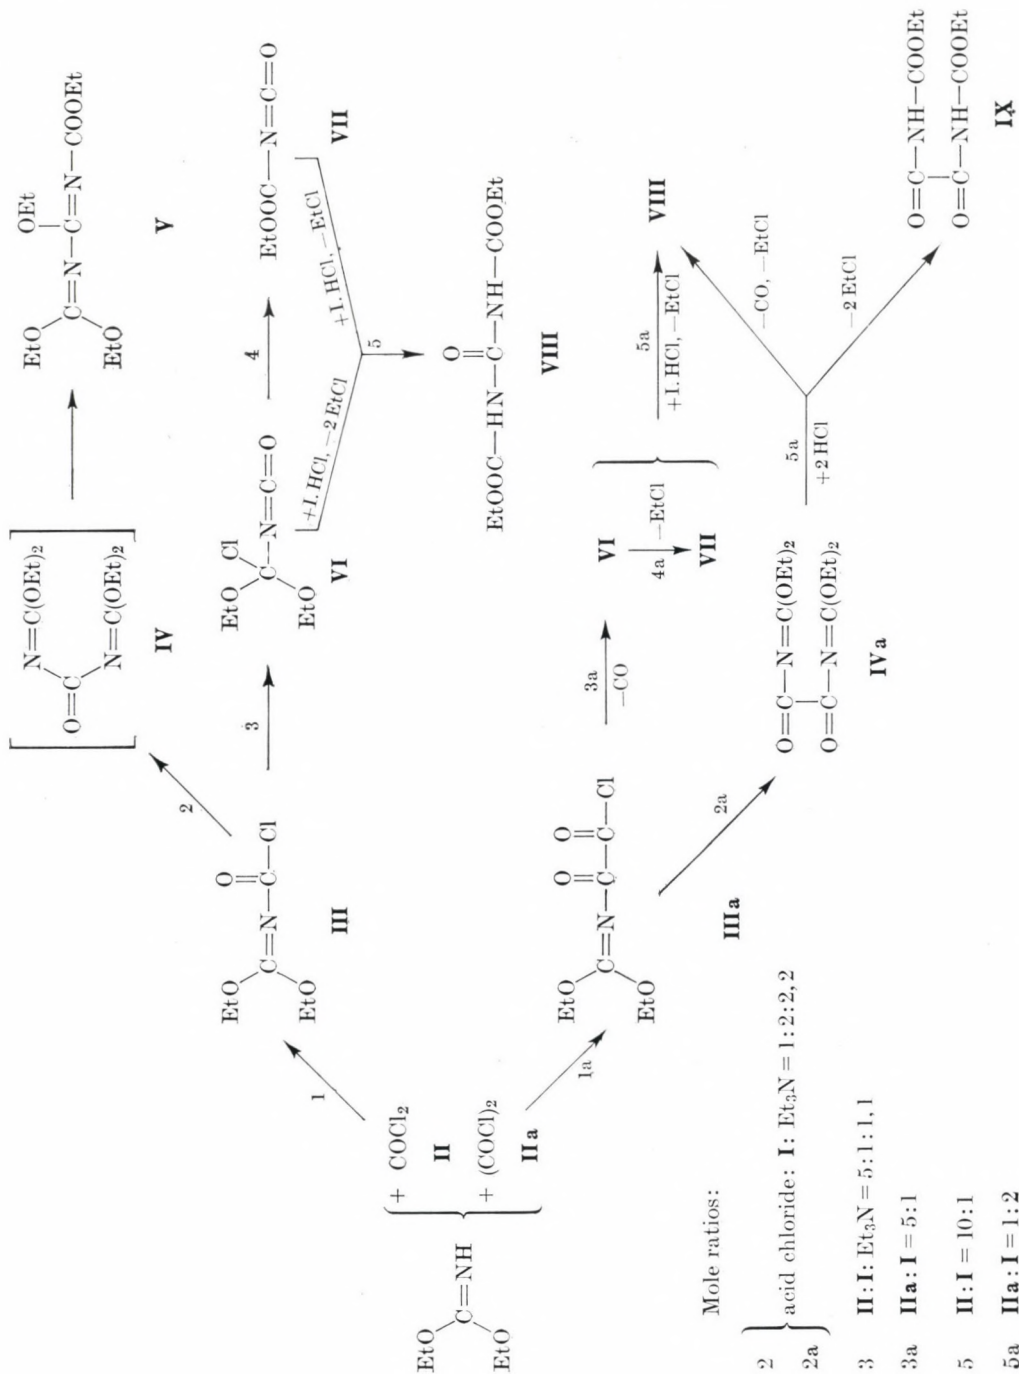 EtO
EtO
C=NH
+ COCl₂
II
+ (COCl)₂
IIa
1
1a
EtO
EtO
C=N—C—Cl
O
III
2
[O=C N=C(OEt)₂ N=C(OEt)₂]
IV
EtO
EtO
C=N—C=N—COOEt
OEt
V
3
EtO
EtO
Cl
C—N=C=O
VI
4
EtOOC—N=C=O
VII
+I.HCl, —2 EtCl
+I.HCl, —EtCl
5
O
EtOOC—HN—C—NH—COOEt
VIII
EtO
EtO
O O
C=N—C—C—Cl
IIIa
3a
—CO
VI
4a
—EtCl
VII
5a
+I.HCl, —EtCl
VIII
2a
O=C—N=C(OEt)₂
O=C—N=C(OEt)₂
IVa
5a
+2 HCl
—CO, —EtCl
—2 EtCl
O=C—NH—COOEt
O=C—NH—COOEt
IX
Mole ratios:
2
2a
acid chloride: I: Et₃N = 1:2:2,2
3 II:I: Et₃N = 5:1:1,1
3a IIa:I = 5:1
5 II:I = 10:1
5a IIa:I = 1:2